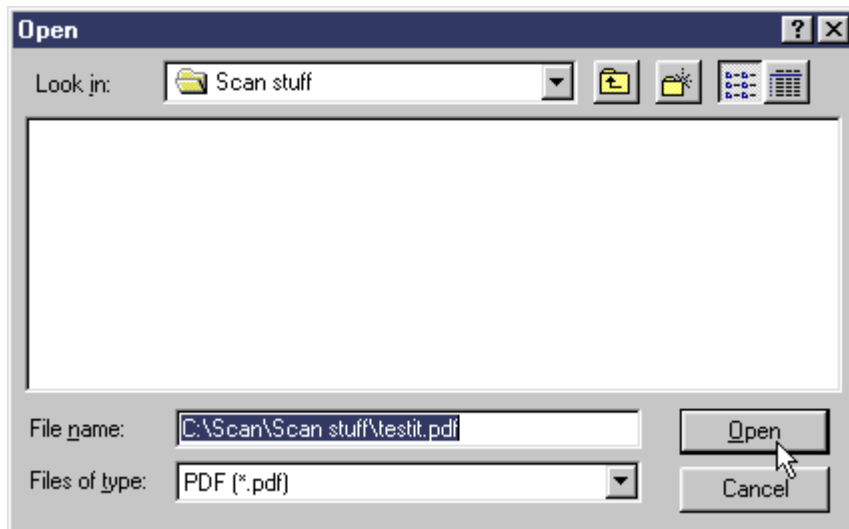 Open
Look in: Scan stuff
File name: C:\Scan\Scan stuff\testit.pdf Open
Files of type: PDF (*.pdf) Cancel